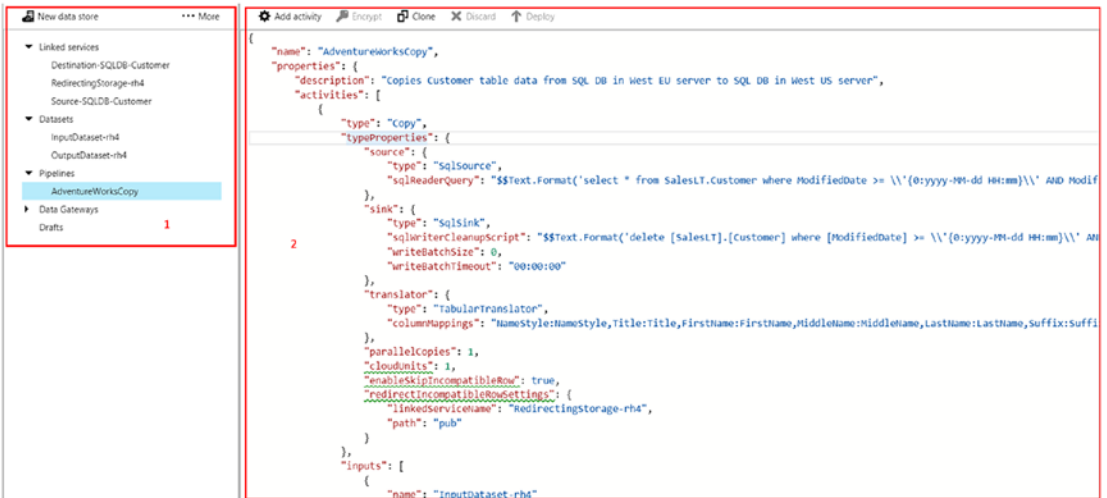 New data store
... More
Linked services
Destination-SQLDB-Customer
RedirectingStorage-rh4
Source-SQLDB-Customer
Datasets
InputDataset-rh4
OutputDataset-rh4
Pipelines
AdventureWorksCopy
Data Gateways
Drafts
1
Add activity Encrypt Clone Discard Deploy
{
"name": "AdventureWorksCopy",
"properties": {
"description": "Copies Customer table data from SQL DB in West EU server to SQL DB in West US server",
"activities": [
{
"type": "Copy",
"typeProperties": {
"source": {
"type": "SqlSource",
"sqlReaderQuery": "$$Text.Format('select * from SalesLT.Customer where ModifiedDate >= \\'{0:yyyy-MM-dd HH:mm}\\' AND Modif
},
"sink": {
"type": "SqlSink",
2
"sqlWriterCleanupScript": "$$Text.Format('delete [SalesLT].[Customer] where [ModifiedDate] >= \\'{0:yyyy-MM-dd HH:mm}\\' AN
"writeBatchSize": 0,
"writeBatchTimeout": "00:00:00"
},
"translator": {
"type": "TabularTranslator",
"columnMappings": "NameStyle:NameStyle,Title:Title,FirstName:FirstName,MiddleName:MiddleName,LastName:LastName,Suffix:Suffi
},
"parallelCopies": 1,
"cloudUnits": 1,
"enableSkipIncompatibleRow": true,
"redirectIncompatibleRowSettings": {
"linkedServiceName": "RedirectingStorage-rh4",
"path": "pub"
}
},
"inputs": [
{
"name": "InputDataset-rh4"